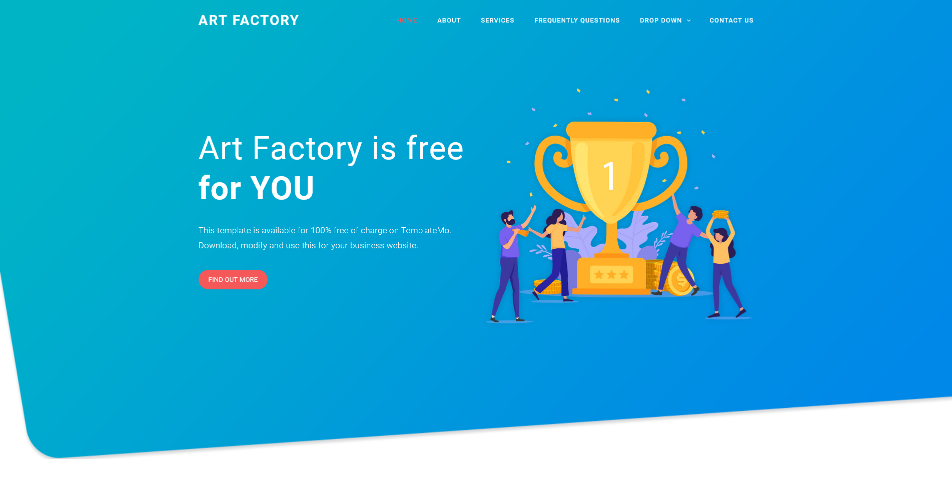 ART FACTORY
HOME ABOUT SERVICES FREQUENTLY QUESTIONS DROP DOWN CONTACT US
Art Factory is free
for YOU
This template is available for 100% free of charge on TemplateMo.
Download, modify and use this for your business website.
FIND OUT MORE
1
$